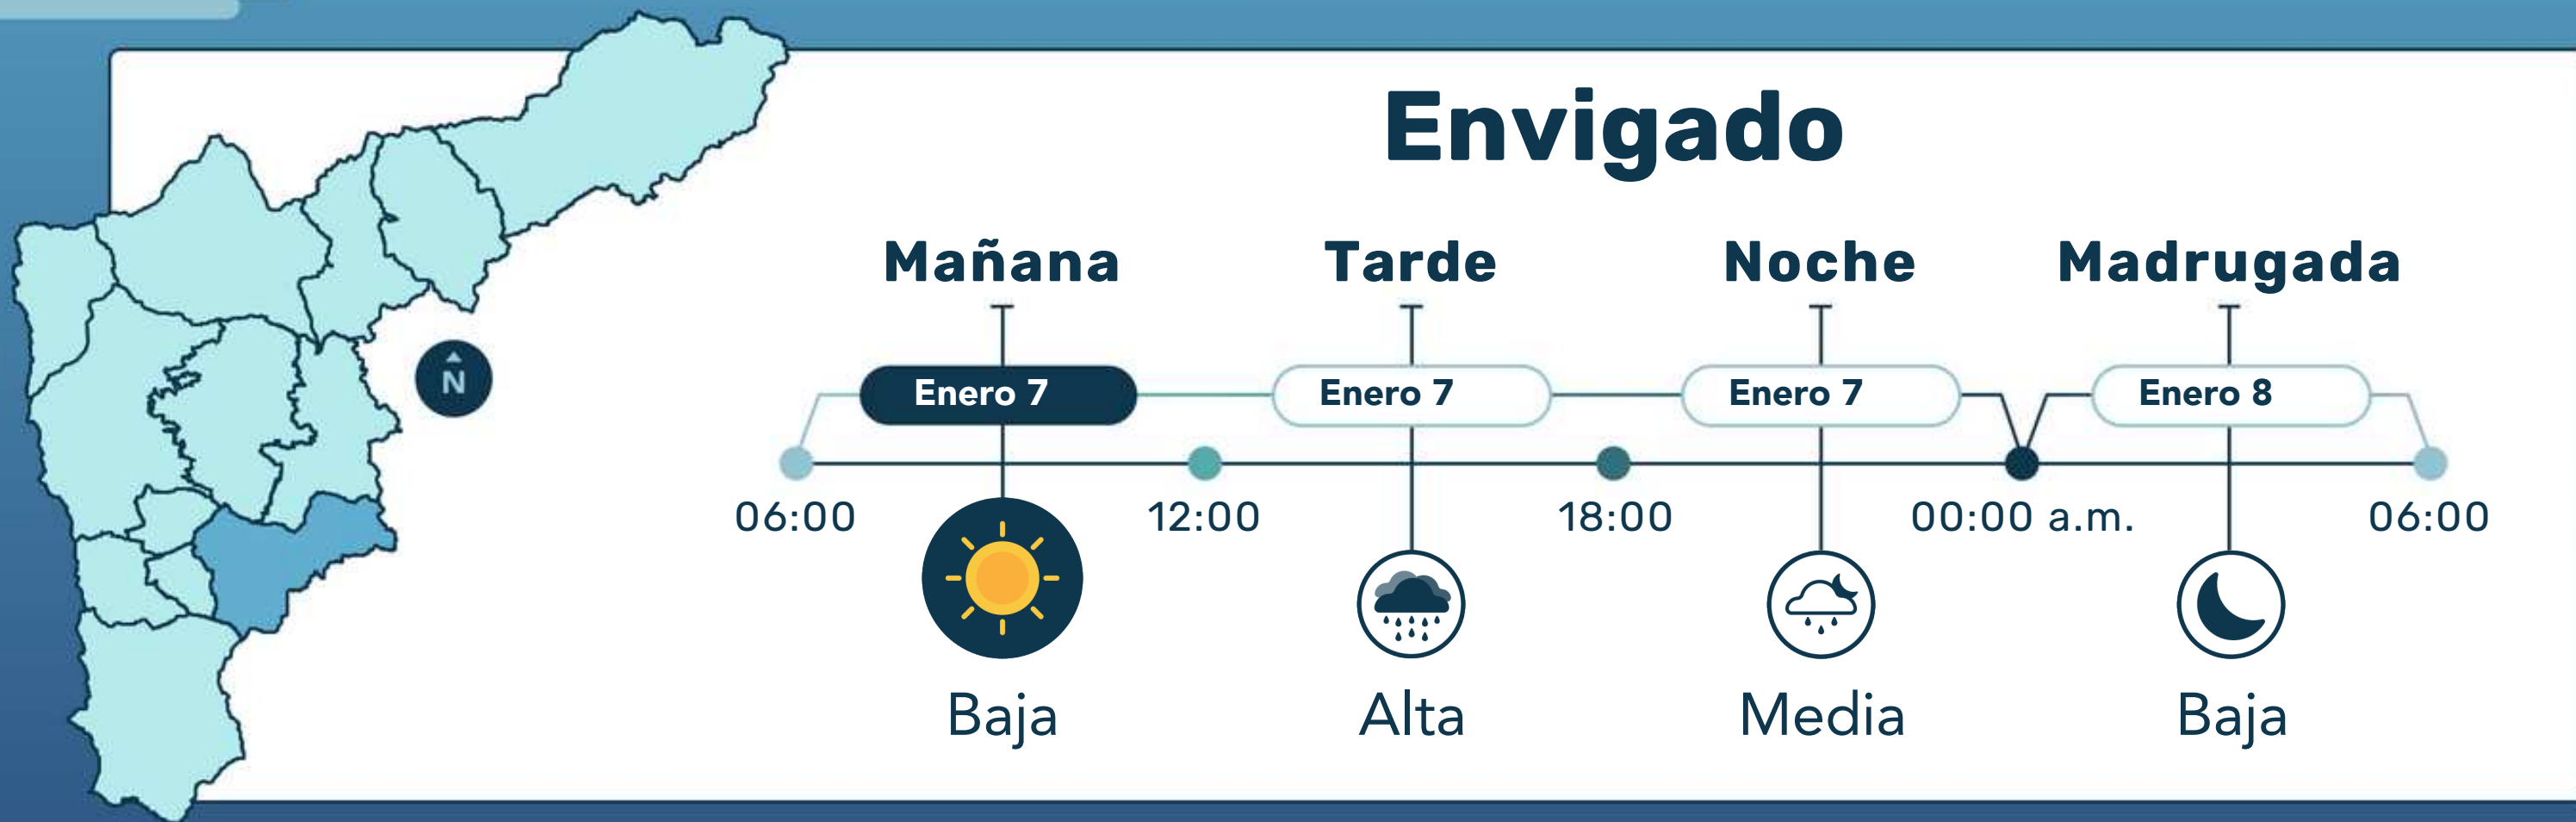 Envigado
Mañana Tarde Noche Madrugada
Enero 7 Enero 7 Enero 7 Enero 8
N
06:00 12:00 18:00 00:00 a.m. 06:00
Baja Alta Media Baja